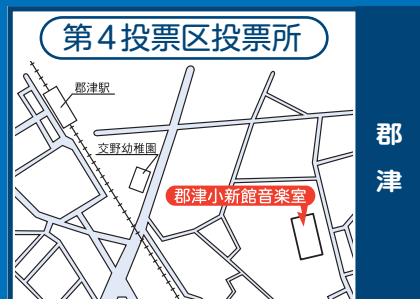 第4投票区投票所
郡津駅
交野幼稚園
郡津小新館音楽室
郡津